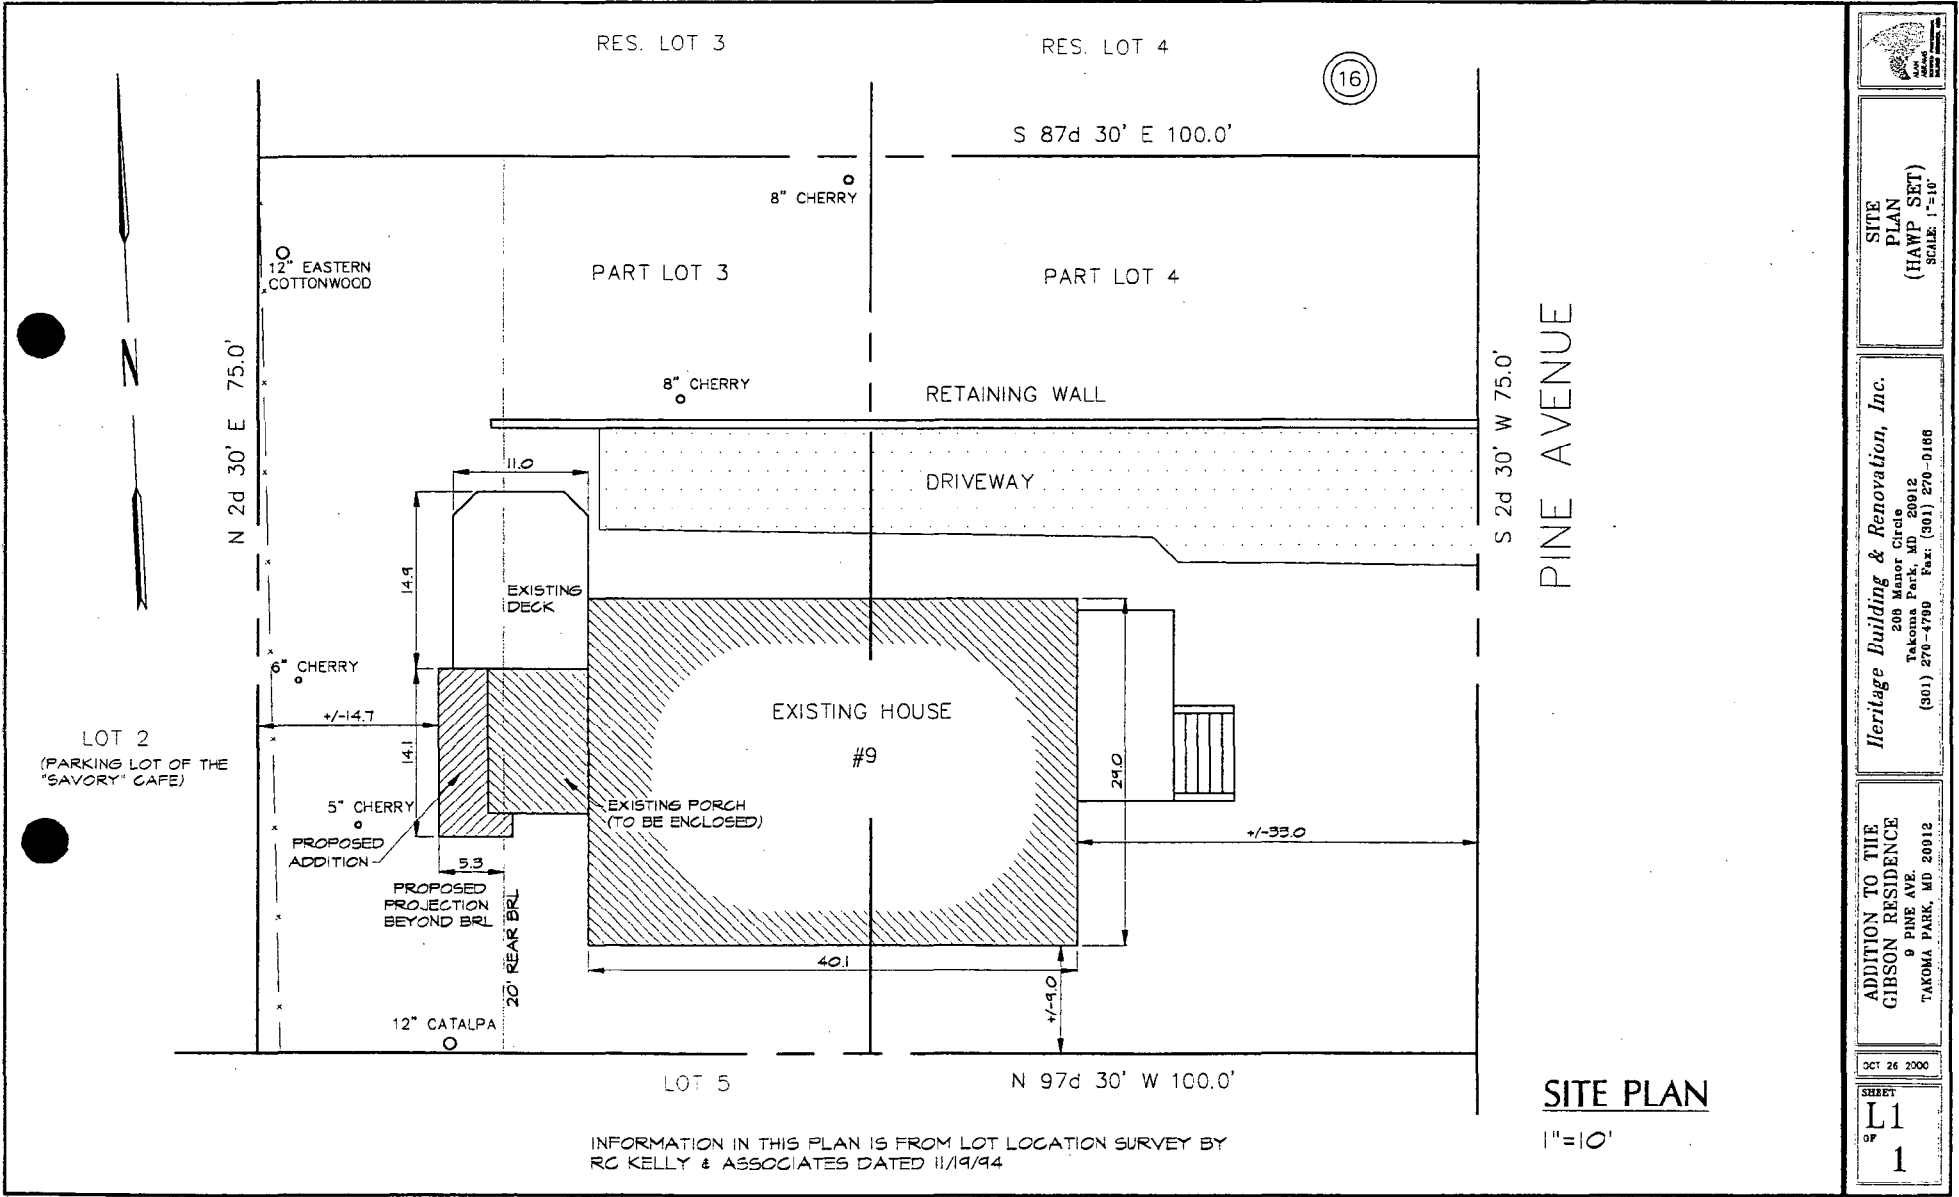 RES. LOT 3
RES. LOT 4
16
S 87d 30' E 100.0'
8" CHERRY
12" EASTERN
COTTONWOOD
PART LOT 3
PART LOT 4
N
N 2d 30' E 75.0'
8" CHERRY
RETAINING WALL
S 2d 30' W 75.0'
PINE AVENUE
11.0
DRIVEWAY
14.9
EXISTING
DECK
6" CHERRY
+/-14.7
LOT 2
(PARKING LOT OF THE
"SAVORY" CAFE)
14.1
EXISTING HOUSE
#9
29.0
5" CHERRY
EXISTING PORCH
(TO BE ENCLOSED)
PROPOSED
ADDITION
+/-33.0
5.3
PROPOSED
PROJECTION
BEYOND BRL
20' REAR BRL
40.1
+/-9.0
12" CATALPA
LOT 5
N 97d 30' W 100.0'
SITE PLAN
1"=10'
INFORMATION IN THIS PLAN IS FROM LOT LOCATION SURVEY BY
RC KELLY & ASSOCIATES DATED 11/19/94
SITE
PLAN
(HAWP SET)
SCALE: 1"=10'
Heritage Building & Renovation, Inc.
208 Manor Circle
Takoma Park, MD 20912
(301) 270-4799 Fax: (301) 270-0166
ADDITION TO THE
GIBSON RESIDENCE
9 PINE AVE.
TAKOMA PARK, MD 20912
OCT 26 2000
SHEET
L1
OF
1